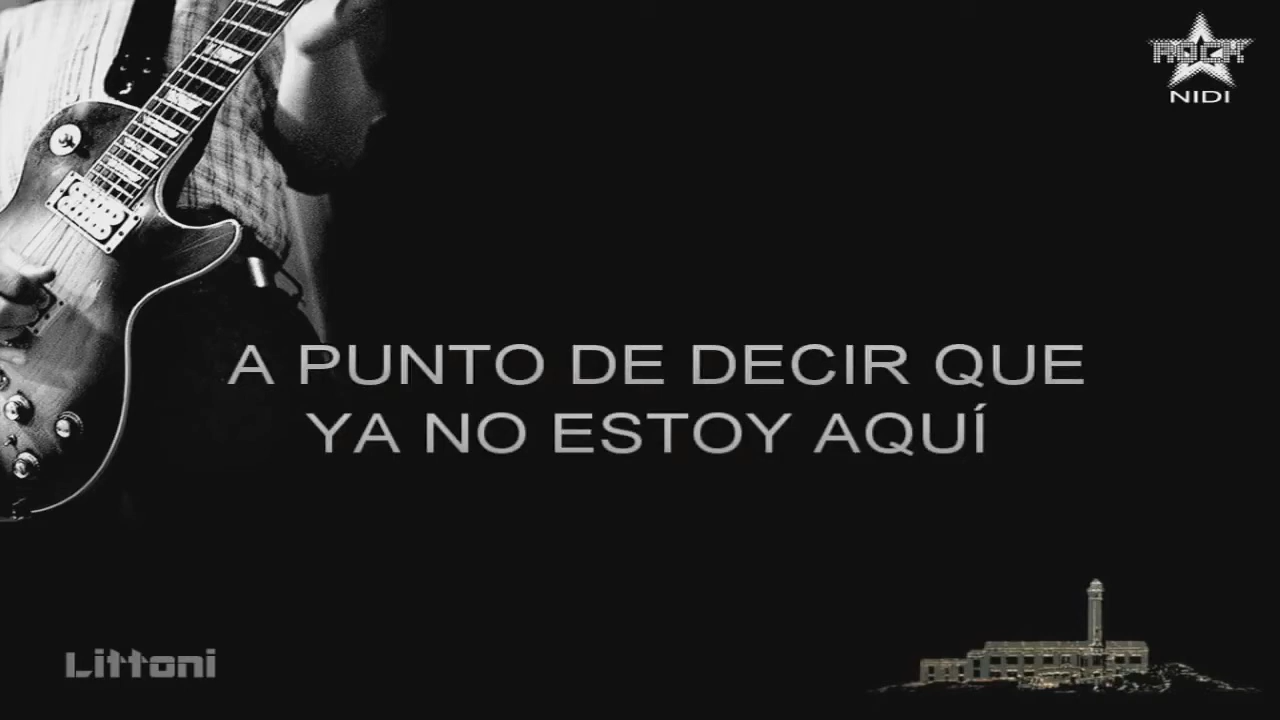 ROCK
NIDI
A PUNTO DE DECIR QUE
YA NO ESTOY AQUÍ
Littoni